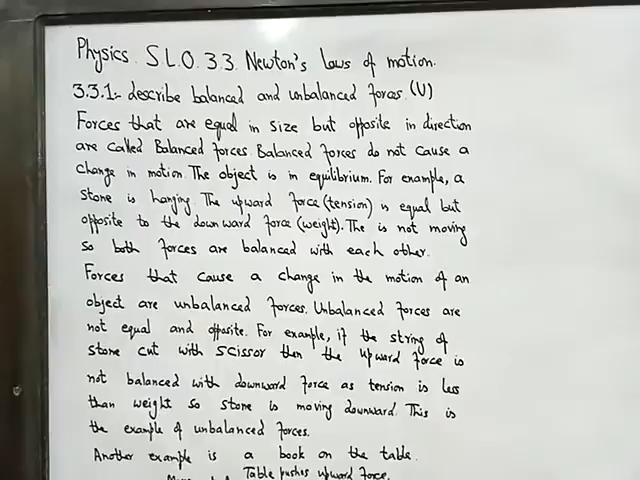 Physics S.L.O. 3.3. Newton's laws of motion.
3.3.1:- describe balanced and unbalanced forces. (U)
Forces that are equal in size but opposite in direction
are called Balanced forces. Balanced forces do not cause a
change in motion. The object is in equilibrium. For example, a
stone is hanging. The upward force (tension) is equal but
opposite to the downward force (weight). The is not moving
so both forces are balanced with each other.
Forces that cause a change in the motion of an
object are unbalanced forces. Unbalanced forces are
not equal and opposite. For example, if the string of
stone cut with scissor then the upward force is
not balanced with downward force as tension is less
than weight so stone is moving downward. This is
the example of unbalanced forces.
Another example is a book on the table.
Table pushes upward force.